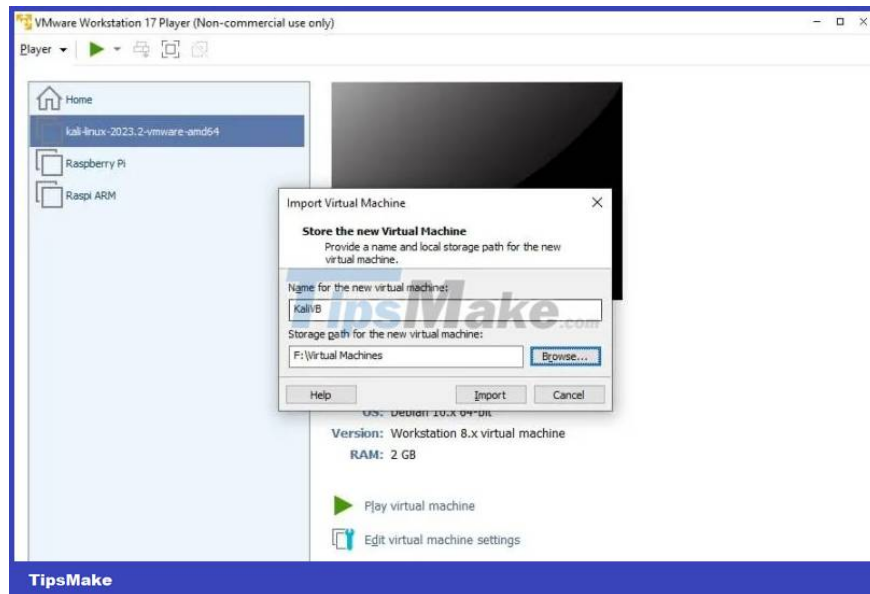 VMware Workstation 17 Player (Non-commercial use only)
Player
Home
kali-linux-2023.2-vmware-amd64
Raspberry Pi
Raspi ARM
Import Virtual Machine
Store the new Virtual Machine
Provide a name and local storage path for the new
virtual machine.
Name for the new virtual machine:
KaliVB
TipsMake.com
Storage path for the new virtual machine:
F:\Virtual Machines
Browse...
Help
Import
Cancel
OS: Debian 10.x 64-bit
Version: Workstation 8.x virtual machine
RAM: 2 GB
Play virtual machine
Edit virtual machine settings
TipsMake